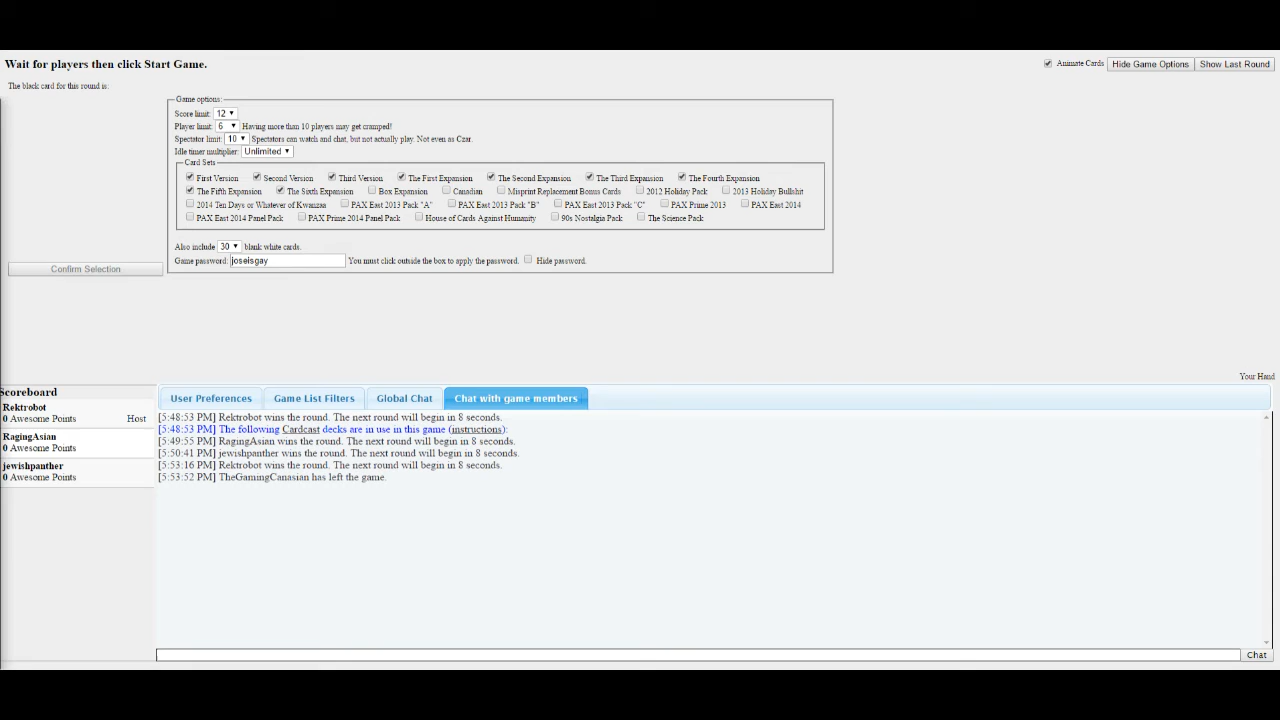 Wait for players then click Start Game.
Animate Cards Hide Game Options Show Last Round
The black card for this round is:
Game options:
Score limit: 12
Player limit: 6 Having more than 10 players may get cramped!
Spectator limit: 10 Spectators can watch and chat, but not actually play. Not even as Czar.
Idle timer multiplier: Unlimited
Card Sets
First Version Second Version Third Version The First Expansion The Second Expansion The Third Expansion The Fourth Expansion
The Fifth Expansion The Sixth Expansion Box Expansion Canadian Misprint Replacement Bonus Cards 2012 Holiday Pack 2013 Holiday Bullshit
2014 Ten Days or Whatever of Kwanzaa PAX East 2013 Pack "A" PAX East 2013 Pack "B" PAX East 2013 Pack "C" PAX Prime 2013 PAX East 2014
PAX East 2014 Panel Pack PAX Prime 2014 Panel Pack House of Cards Against Humanity 90s Nostalgia Pack The Science Pack
Also include 30 blank white cards.
Game password: joseisgay You must click outside the box to apply the password. Hide password.
Confirm Selection
Your Hand
Scoreboard
Rektrobot
0 Awesome Points Host
RagingAsian
0 Awesome Points
jewishpanther
0 Awesome Points
User Preferences Game List Filters Global Chat Chat with game members
[5:48:53 PM] Rektrobot wins the round. The next round will begin in 8 seconds.
[5:48:53 PM] The following Cardcast decks are in use in this game (instructions):
[5:49:55 PM] RagingAsian wins the round. The next round will begin in 8 seconds.
[5:50:41 PM] jewishpanther wins the round. The next round will begin in 8 seconds.
[5:53:16 PM] Rektrobot wins the round. The next round will begin in 8 seconds.
[5:53:52 PM] TheGamingCanasian has left the game.
Chat